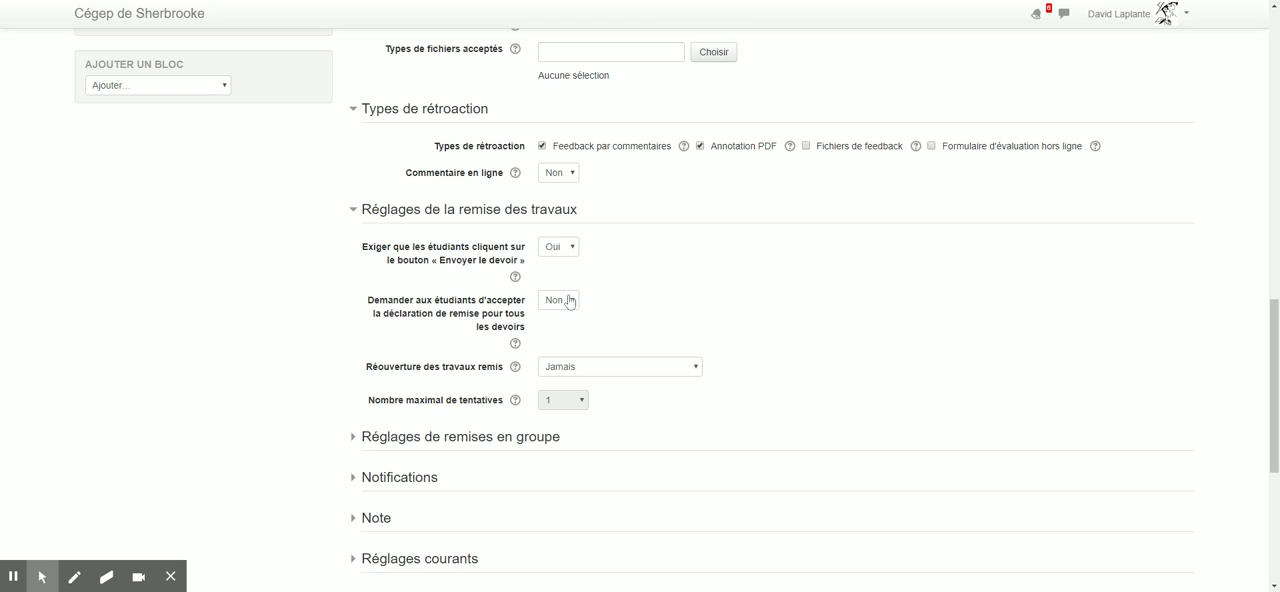 Cégep de Sherbrooke
6
David Laplante
AJOUTER UN BLOC
Ajouter...
Types de fichiers acceptés
Choisir
Aucune sélection
Types de rétroaction
Types de rétroaction Feedback par commentaires Annotation PDF Fichiers de feedback Formulaire d'évaluation hors ligne
Commentaire en ligne Non
Réglages de la remise des travaux
Exiger que les étudiants cliquent sur Oui
le bouton « Envoyer le devoir »
Demander aux étudiants d'accepter Non
la déclaration de remise pour tous
les devoirs
Réouverture des travaux remis Jamais
Nombre maximal de tentatives 1
Réglages de remises en groupe
Notifications
Note
Réglages courants